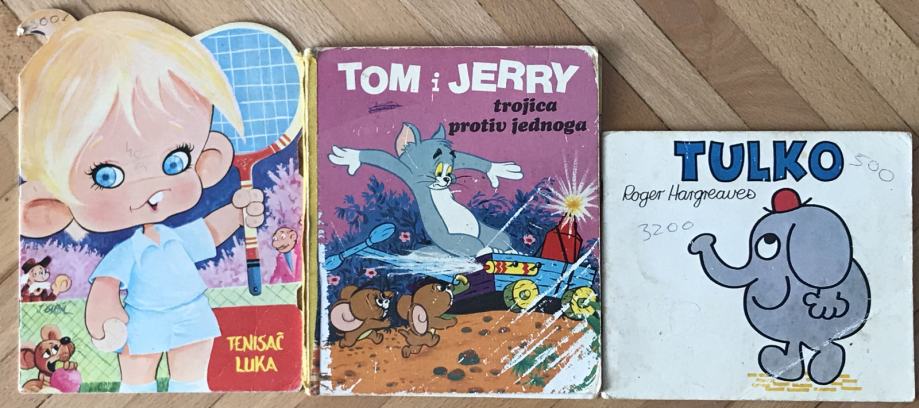 TENISAČ
LUKA
TOM i JERRY
trojica
protiv jednoga
TULKO
500
Roger Hargreaves
3200